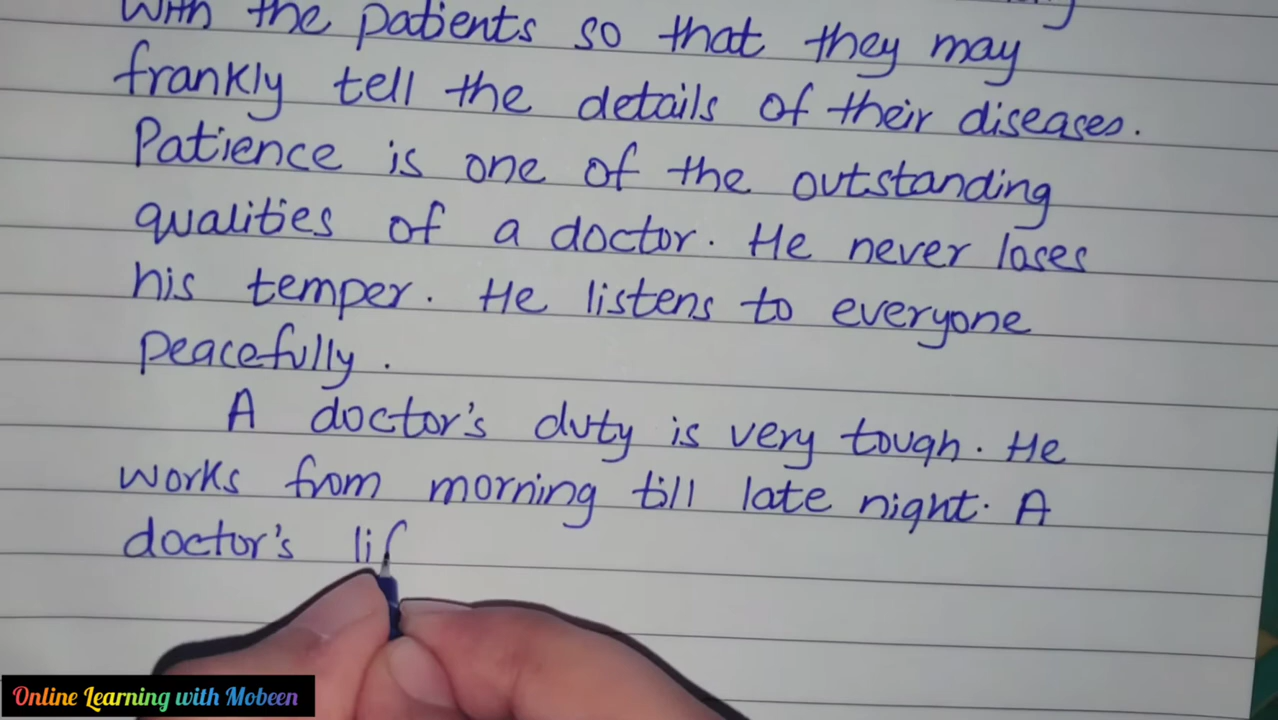 with the patients so that they may
frankly tell the details of their diseases.
Patience is one of the outstanding
qualities of a doctor. He never loses
his temper. He listens to everyone
peacefully.
A doctor's duty is very tough. He
works from morning till late night. A
doctor's lif
Online Learning with Mobeen